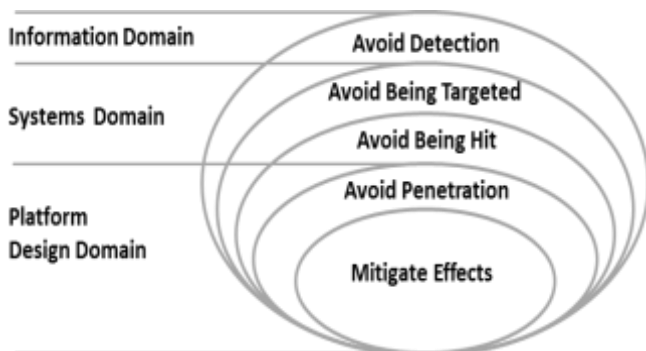 Information Domain
Avoid Detection
Avoid Being Targeted
Systems Domain
Avoid Being Hit
Avoid Penetration
Platform
Design Domain
Mitigate Effects